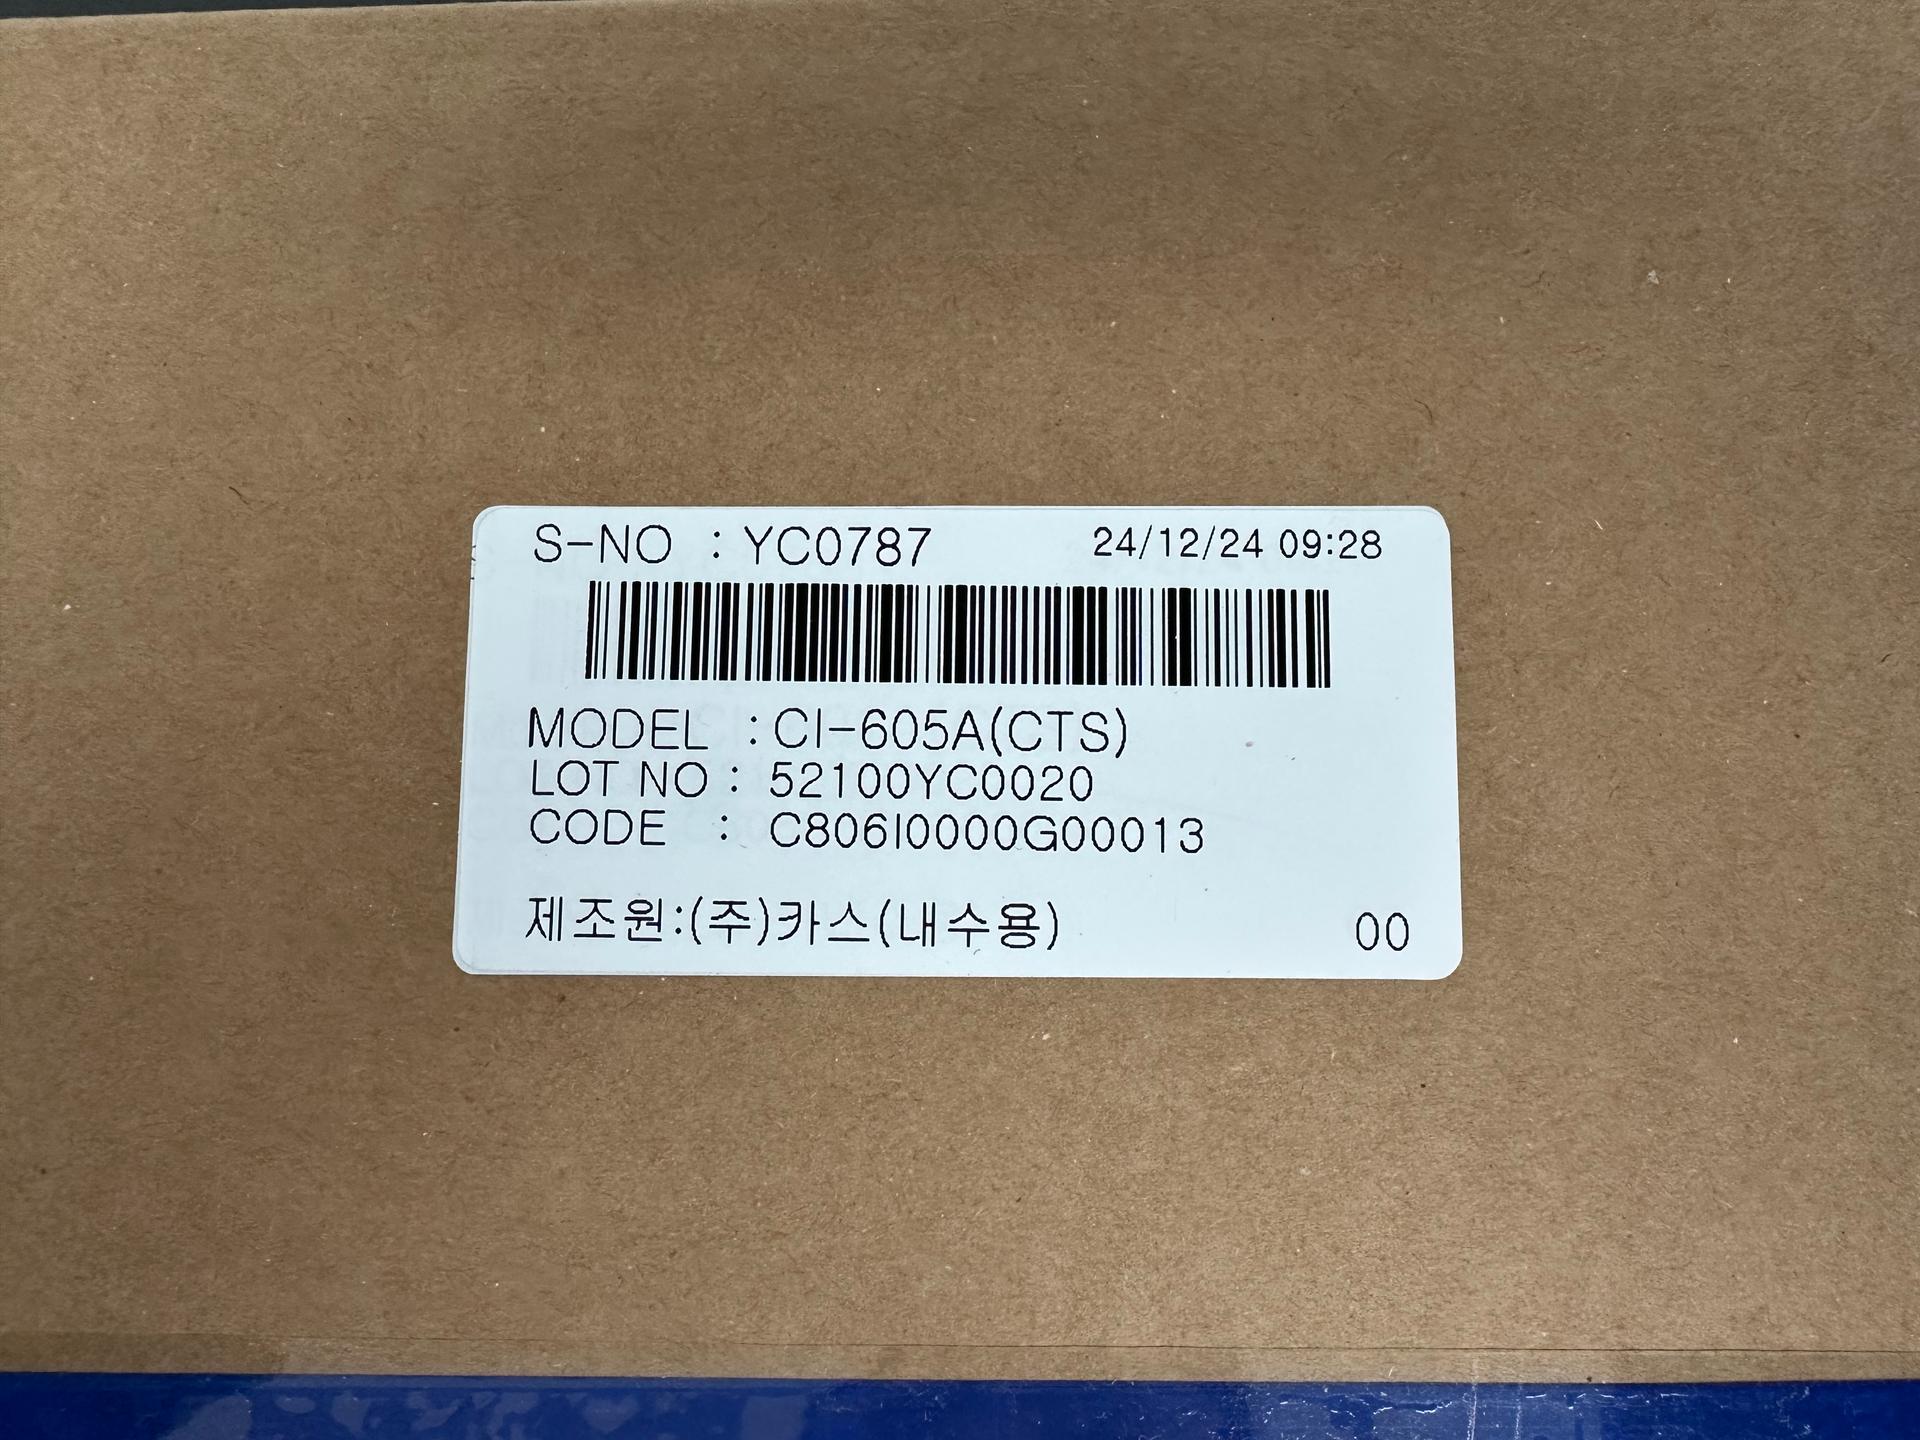 S-NO : YC0787 24/12/24 09:28
MODEL : CI-605A(CTS)
LOT NO : 52100YC0020
CODE : C806I0000G00013
제조원:(주)카스(내수용) 00